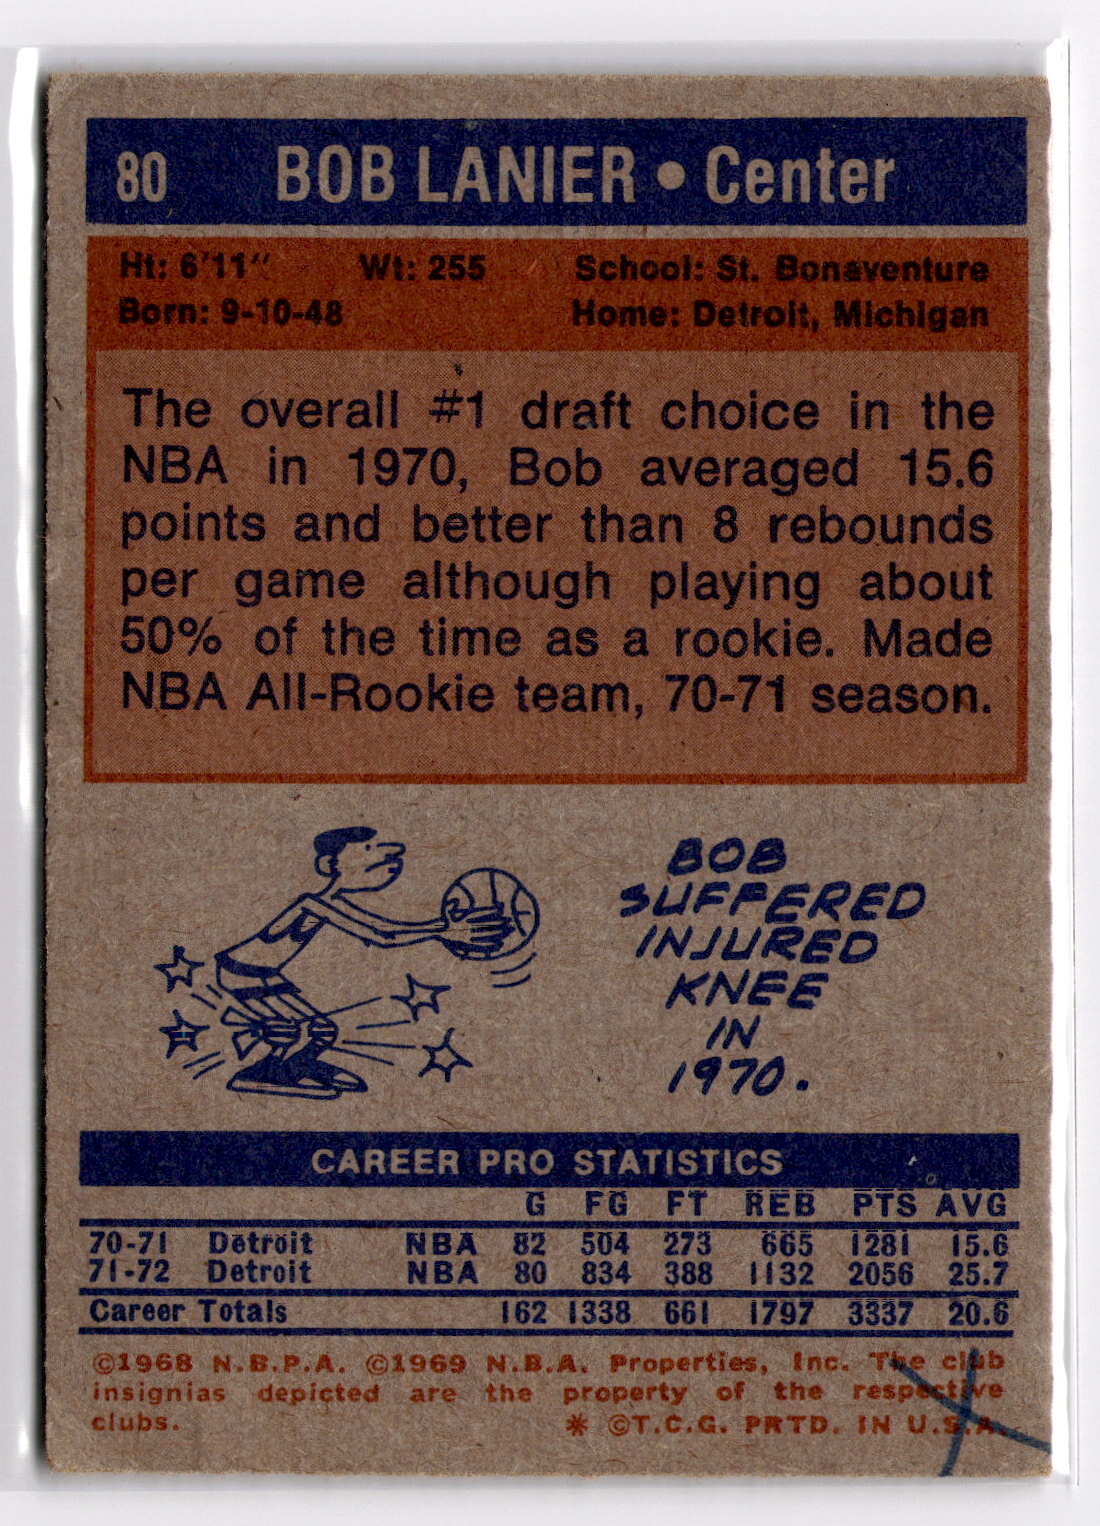 80 BOB LANIER • Center
Ht: 6'11" Wt: 255 School: St. Bonaventure
Born: 9-10-48 Home: Detroit, Michigan
The overall #1 draft choice in the
NBA in 1970, Bob averaged 15.6
points and better than 8 rebounds
per game although playing about
50% of the time as a rookie. Made
NBA All-Rookie team, 70-71 season.
BOB
SUFFERED
INJURED
KNEE
IN
1970.
CAREER PRO STATISTICS
G FG FT REB PTS AVG
70-71 Detroit NBA 82 504 273 665 1281 15.6
71-72 Detroit NBA 80 834 388 1132 2056 25.7
Career Totals 162 1338 661 1797 3337 20.6
©1968 N.B.P.A. ©1969 N.B.A. Properties, Inc. The club
insignias depicted are the property of the respective
clubs. * ©T.C.G. PRTD. IN U.S.A.